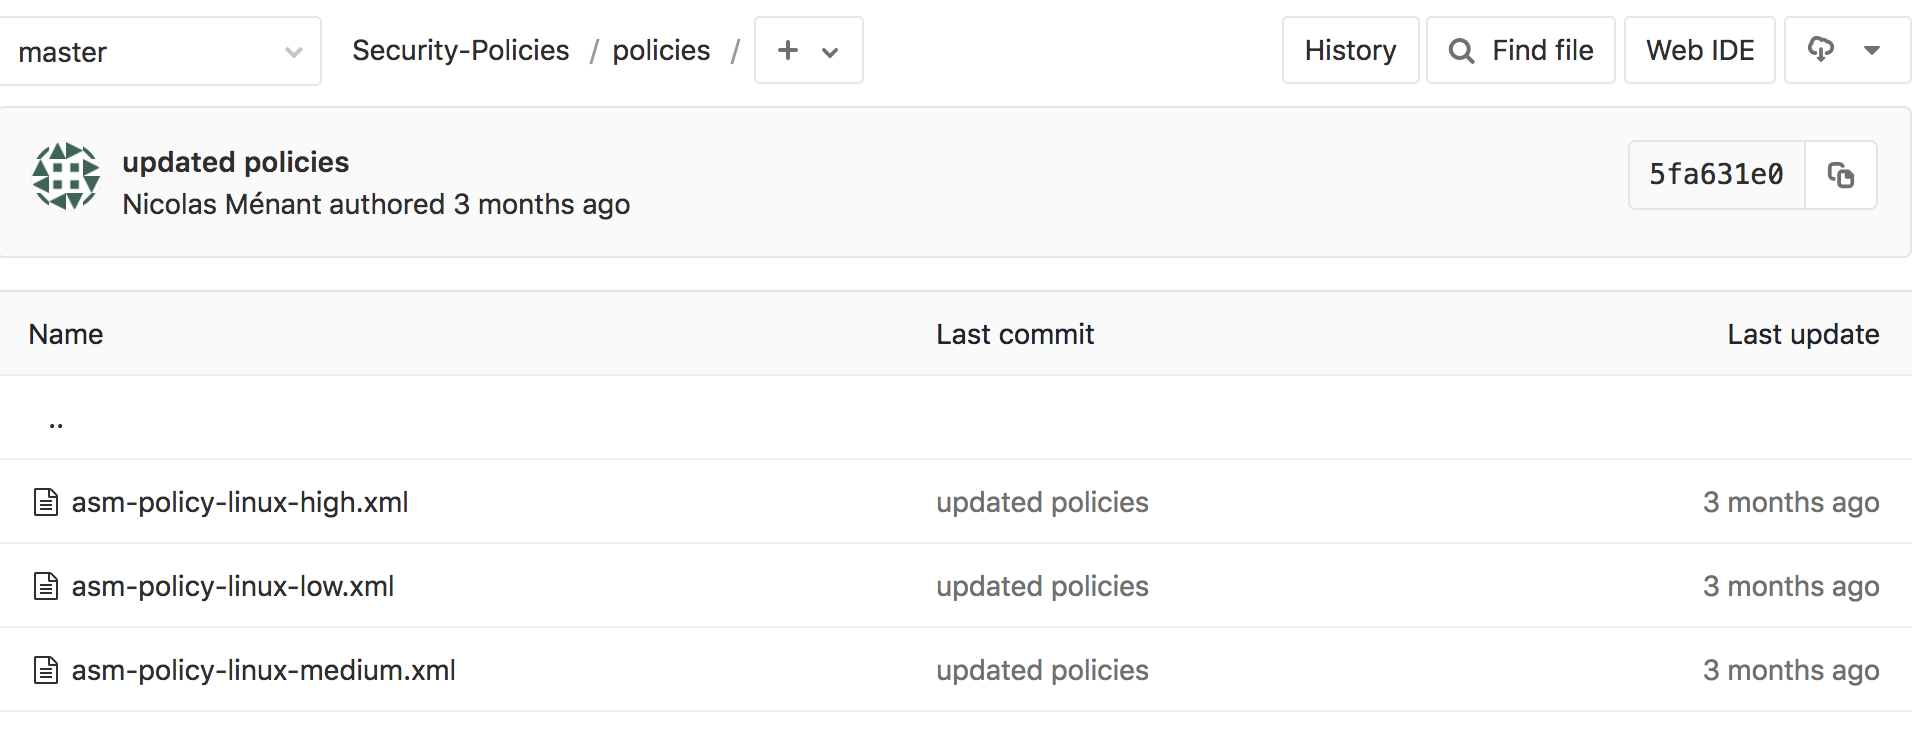 master Security-Policies / policies / + History Find file Web IDE
updated policies
Nicolas Ménant authored 3 months ago
5fa631e0
Name Last commit Last update
..
asm-policy-linux-high.xml updated policies 3 months ago
asm-policy-linux-low.xml updated policies 3 months ago
asm-policy-linux-medium.xml updated policies 3 months ago